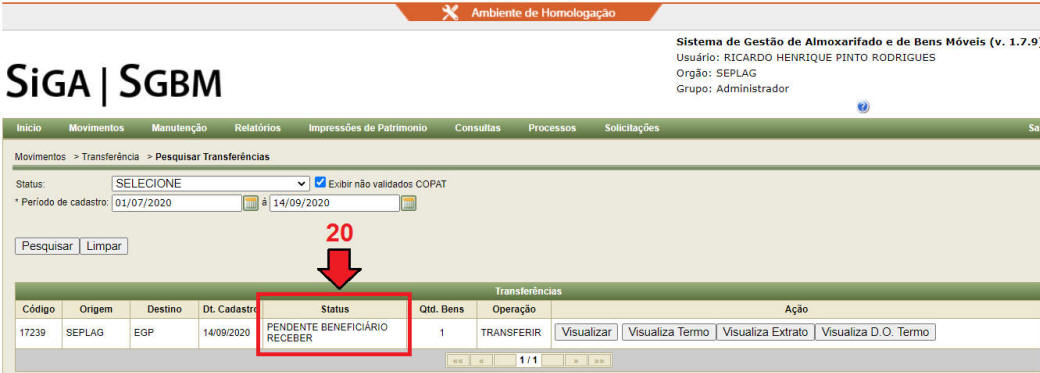 Ambiente de Homologação
Sistema de Gestão de Almoxarifado e de Bens Móveis (v. 1.7.9)
Usuário: RICARDO HENRIQUE PINTO RODRIGUES
Orgão: SEPLAG
Grupo: Administrador
SiGA | SGBM
Início Movimentos Manutenção Relatórios Impressões de Patrimonio Consultas Processos Solicitações
Movimentos > Transferência > Pesquisar Transferências
Status: SELECIONE Exibir não validados COPAT
* Período de cadastro: 01/07/2020 á 14/09/2020
20
Pesquisar Limpar
Transferências
Código Origem Destino Dt. Cadastro Status Qtd. Bens Operação Ação
17239 SEPLAG EGP 14/09/2020 PENDENTE BENEFICIÁRIO RECEBER 1 TRANSFERIR Visualizar Visualiza Termo Visualiza Extrato Visualiza D.O. Termo
«« « 1 / 1 » »»